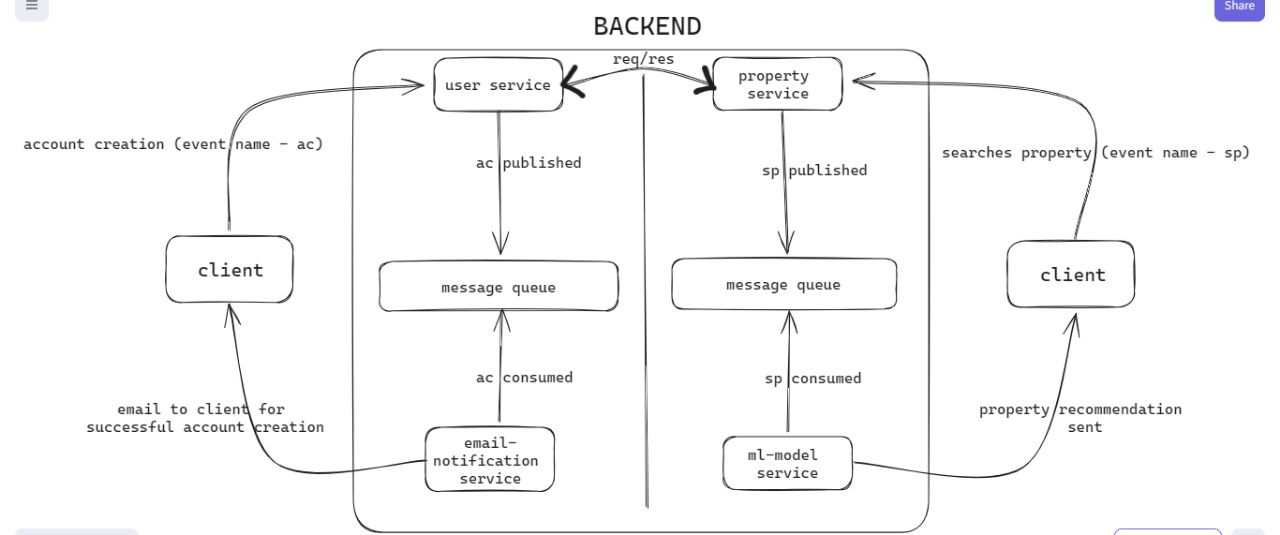 Share
BACKEND
req/res
user service
property
service
account creation (event name - ac)
ac published
sp published
searches property (event name - sp)
client
message queue
message queue
client
ac consumed
sp consumed
email to client for
successful account creation
property recommendation
sent
email-
notification
service
ml-model
service